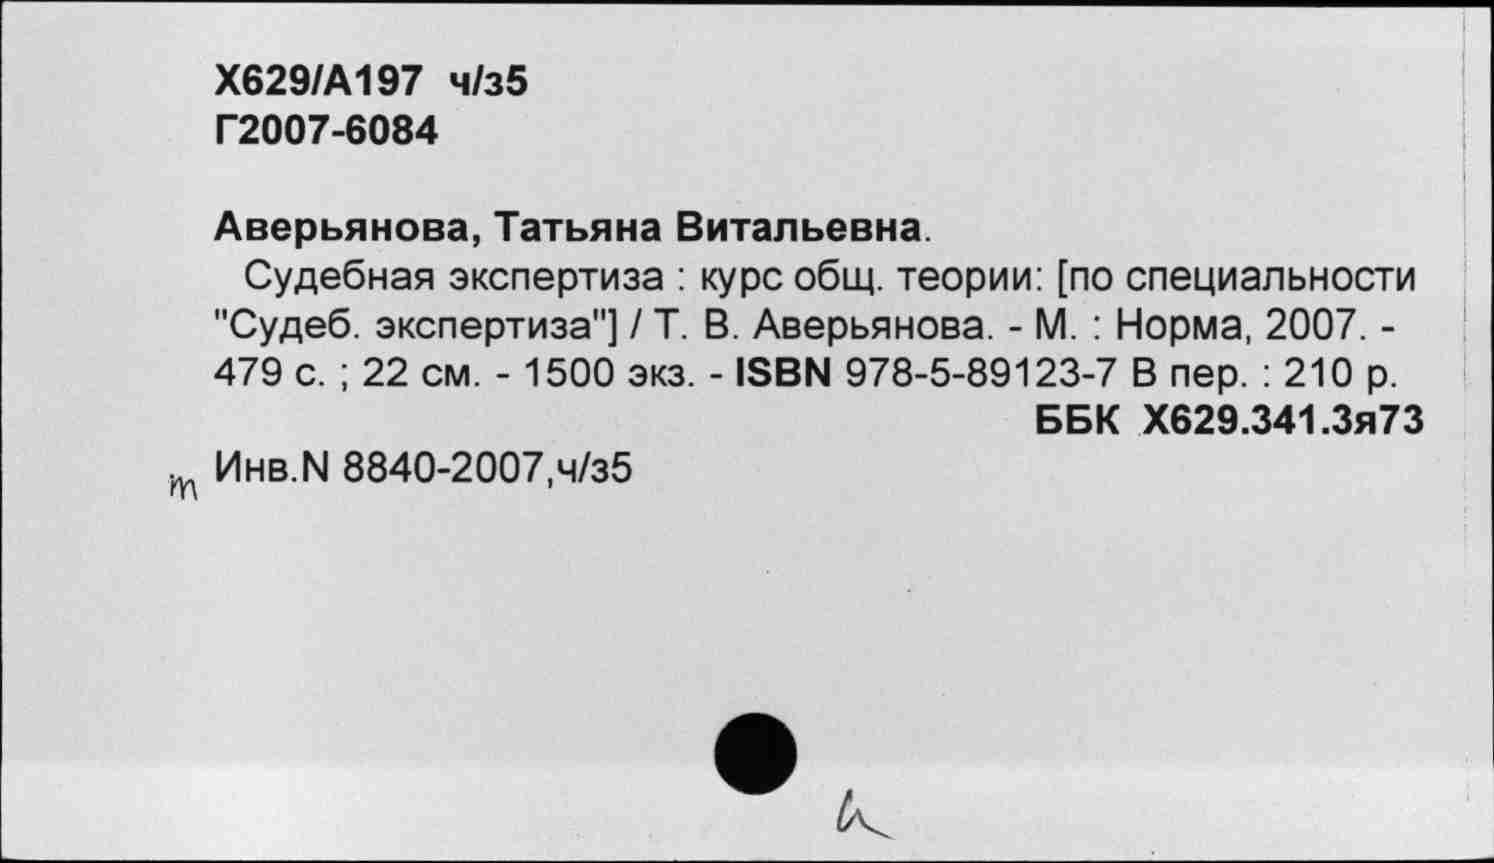 Х629/А197 ч/з5
Г2007-6084
Аверьянова, Татьяна Витальевна.
Судебная экспертиза : курс общ. теории: [по специальности
"Судеб. экспертиза"] / Т. В. Аверьянова. - М. : Норма, 2007. -
479 с. ; 22 см. - 1500 экз. - ISBN 978-5-89123-7 В пер. : 210 р.
ББК Х629.341.3я73
Инв.N 8840-2007,ч/з5